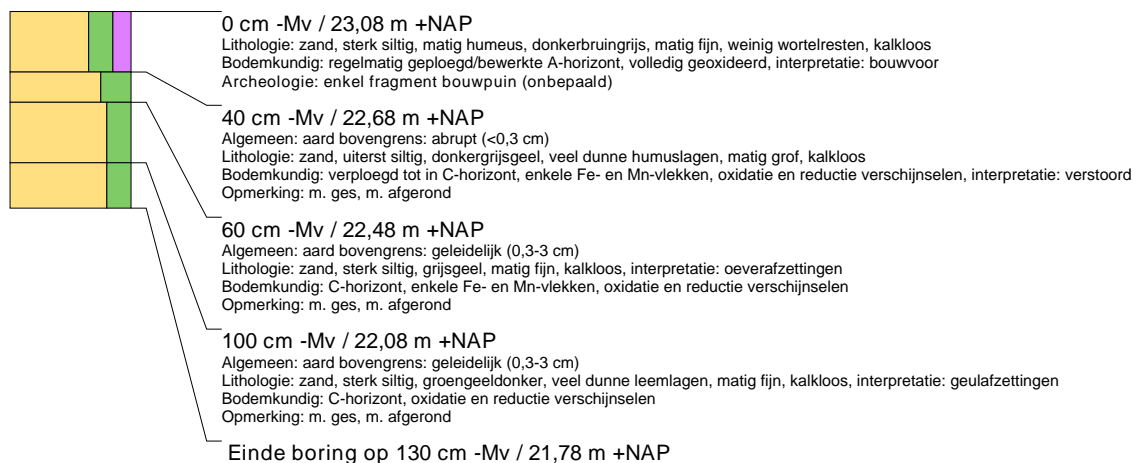 0 cm -Mv / 23,08 m +NAP
Lithologie: zand, sterk siltig, matig humeus, donkerbruingrijs, matig fijn, weinig wortelresten, kalkloos
Bodemkundig: regelmatig geploegd/bewerkte A-horizont, volledig geoxideerd, interpretatie: bouwvoor
Archeologie: enkel fragment bouwpuin (onbepaald)
40 cm -Mv / 22,68 m +NAP
Algemeen: aard bovengrens: abrupt (<0,3 cm)
Lithologie: zand, uiterst siltig, donkergrijsgeel, veel dunne humuslagen, matig grof, kalkloos
Bodemkundig: verploegd tot in C-horizont, enkele Fe- en Mn-vlekken, oxidatie en reductie verschijnselen, interpretatie: verstoord
Opmerking: m. ges, m. afgerond
60 cm -Mv / 22,48 m +NAP
Algemeen: aard bovengrens: geleidelijk (0,3-3 cm)
Lithologie: zand, sterk siltig, grijsgeel, matig fijn, kalkloos, interpretatie: oeverafzettingen
Bodemkundig: C-horizont, enkele Fe- en Mn-vlekken, oxidatie en reductie verschijnselen
Opmerking: m. ges, m. afgerond
100 cm -Mv / 22,08 m +NAP
Algemeen: aard bovengrens: geleidelijk (0,3-3 cm)
Lithologie: zand, sterk siltig, groengeeldonker, veel dunne leemlagen, matig fijn, kalkloos, interpretatie: geulafzettingen
Bodemkundig: C-horizont, oxidatie en reductie verschijnselen
Opmerking: m. ges, m. afgerond
Einde boring op 130 cm -Mv / 21,78 m +NAP